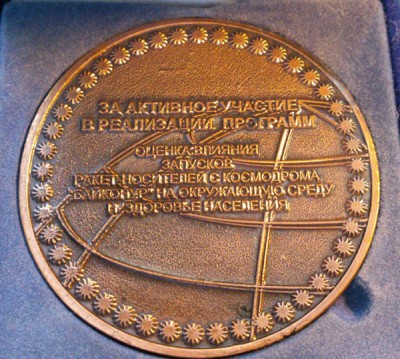 ЗА АКТИВНОЕ УЧАСТИЕ
В РЕАЛИЗАЦИИ ПРОГРАММ
ОЦЕНКА ВЛИЯНИЯ
ЗАПУСКОВ
РАКЕТ-НОСИТЕЛЕЙ С КОСМОДРОМА
"БАЙКОНУР" НА ОКРУЖАЮЩУЮ СРЕДУ
И ЗДОРОВЬЕ НАСЕЛЕНИЯ